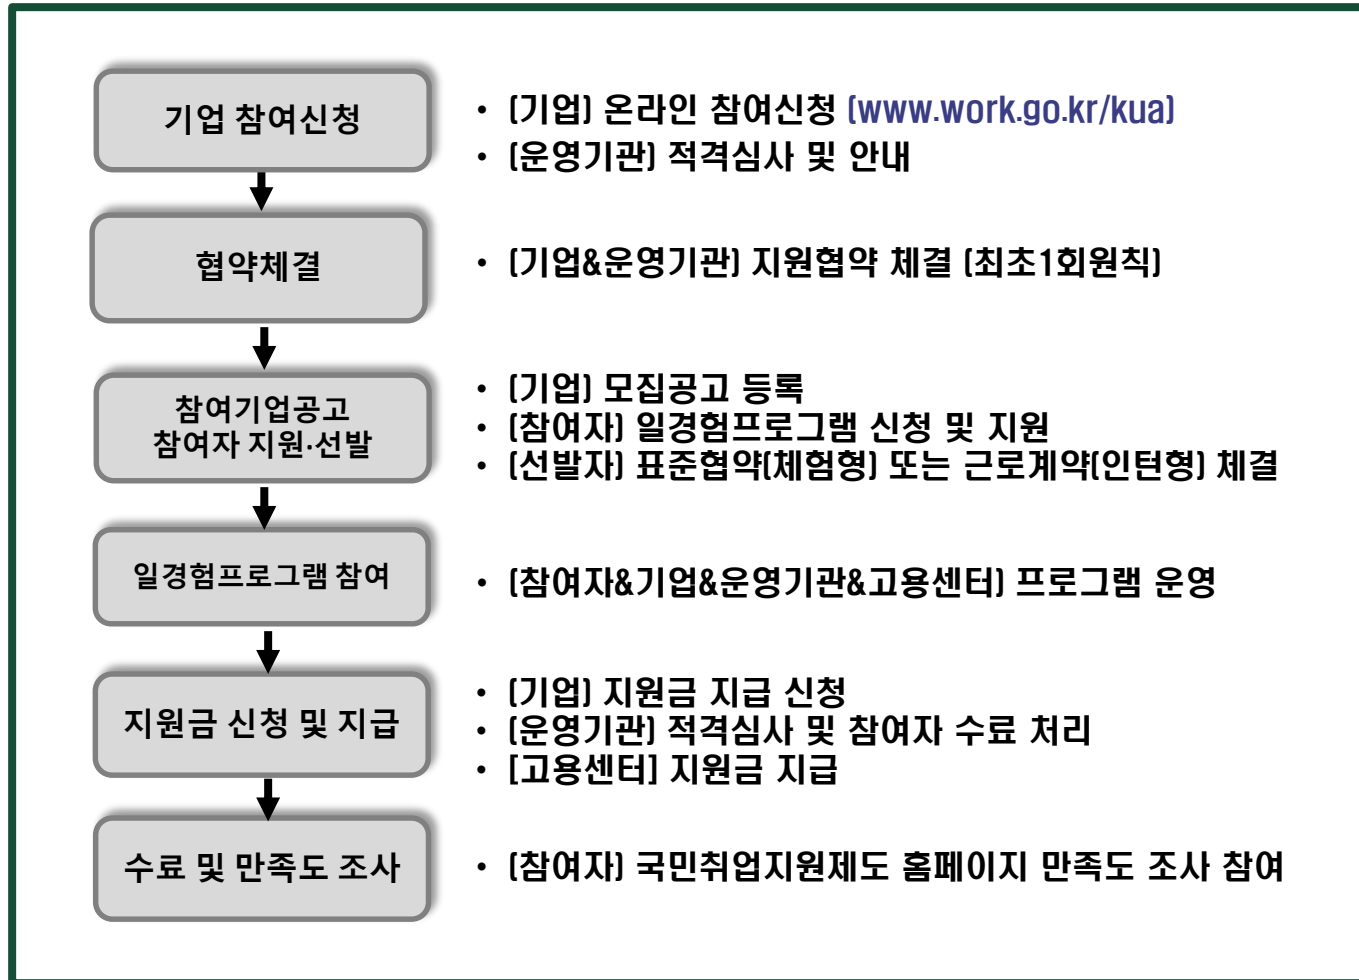 기업 참여신청
• (기업) 온라인 참여신청 (www.work.go.kr/kua)
• (운영기관) 적격심사 및 안내
협약체결
• (기업&운영기관) 지원협약 체결 (최초1회원칙)
참여기업공고
참여자 지원·선발
• (기업) 모집공고 등록
• (참여자) 일경험프로그램 신청 및 지원
• (선발자) 표준협약(체험형) 또는 근로계약(인턴형) 체결
일경험프로그램 참여
• (참여자&기업&운영기관&고용센터) 프로그램 운영
지원금 신청 및 지급
• (기업) 지원금 지급 신청
• (운영기관) 적격심사 및 참여자 수료 처리
• [고용센터] 지원금 지급
수료 및 만족도 조사
• (참여자) 국민취업지원제도 홈페이지 만족도 조사 참여